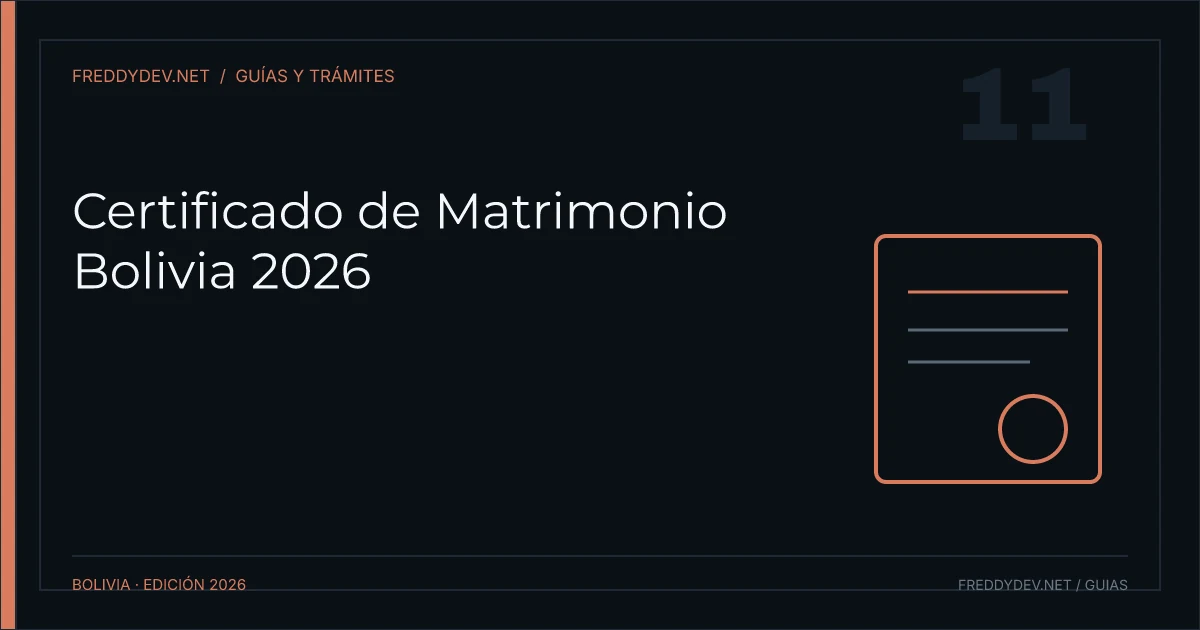 FREDDYDEV.NET / GUÍAS Y TRÁMITES
11
Certificado de Matrimonio
Bolivia 2026
BOLIVIA · EDICIÓN 2026
FREDDYDEV.NET / GUIAS